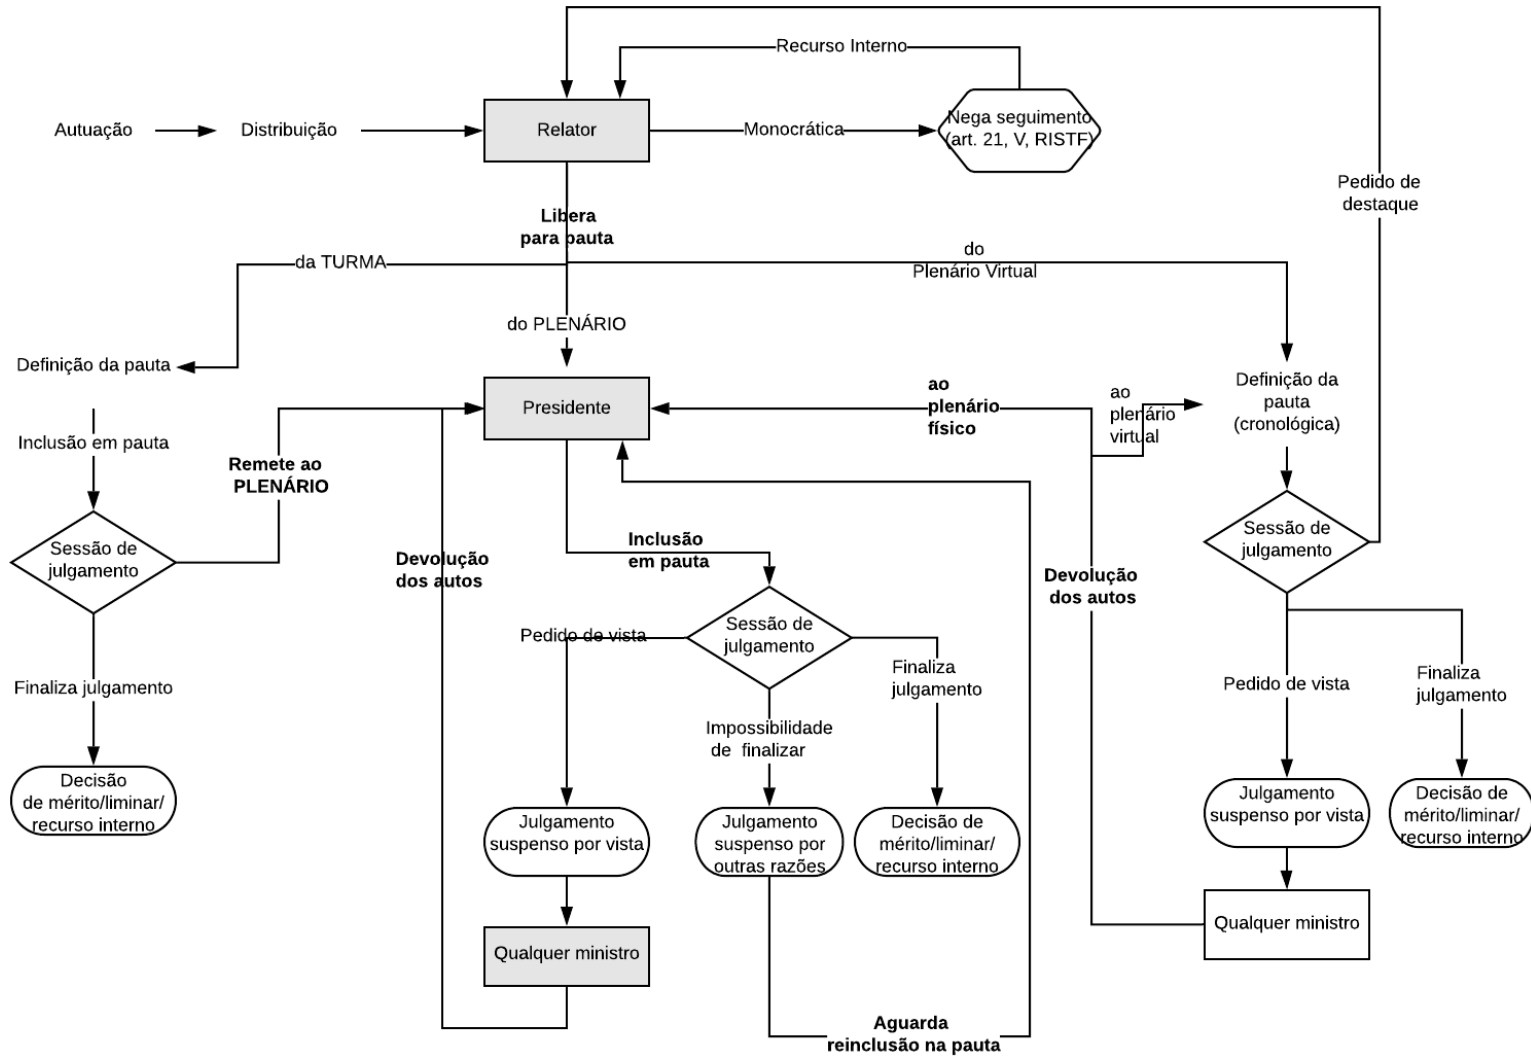 Recurso Interno
Autuação
Distribuição
Relator
Monocrática
Nega seguimento
(art. 21, V, RISTF)
Pedido de
destaque
Libera
para pauta
da TURMA
do
Plenário Virtual
do PLENÁRIO
Definição da pauta
Presidente
ao
plenário
físico
ao
plenário
virtual
Definição da
pauta
(cronológica)
Inclusão em pauta
Remete ao
PLENÁRIO
Sessão de
julgamento
Devolução
dos autos
Inclusão
em pauta
Devolução
dos autos
Sessão de
julgamento
Pedido de vista
Sessão de
julgamento
Finaliza
julgamento
Finaliza julgamento
Impossibilidade
de finalizar
Pedido de vista
Finaliza
julgamento
Decisão
de mérito/liminar/
recurso interno
Julgamento
suspenso por vista
Julgamento
suspenso por
outras razões
Decisão de
mérito/liminar/
recurso interno
Julgamento
suspenso por vista
Decisão de
mérito/liminar/
recurso interno
Qualquer ministro
Qualquer ministro
Aguarda
reinclusão na pauta